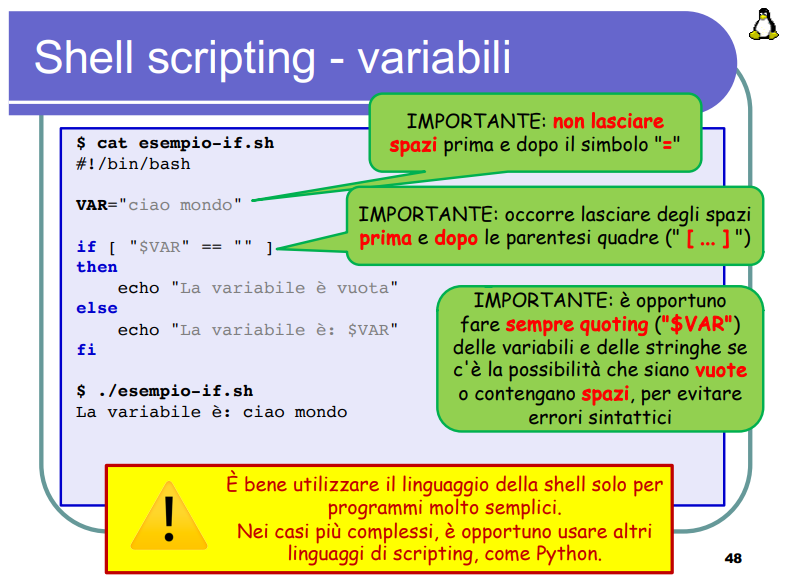 Shell scripting - variabili
$ cat esempio-if.sh
#!/bin/bash
VAR="ciao mondo"
if [ "$VAR" == "" ]
then
echo "La variabile è vuota"
else
echo "La variabile è: $VAR"
fi
$ ./esempio-if.sh
La variabile è: ciao mondo
IMPORTANTE: non lasciare
spazi prima e dopo il simbolo "="
IMPORTANTE: occorre lasciare degli spazi
prima e dopo le parentesi quadre (" [ ... ] ")
IMPORTANTE: è opportuno
fare sempre quoting ("$VAR")
delle variabili e delle stringhe se
c'è la possibilità che siano vuote
o contengano spazi, per evitare
errori sintattici
È bene utilizzare il linguaggio della shell solo per
programmi molto semplici.
Nei casi più complessi, è opportuno usare altri
linguaggi di scripting, come Python.
48